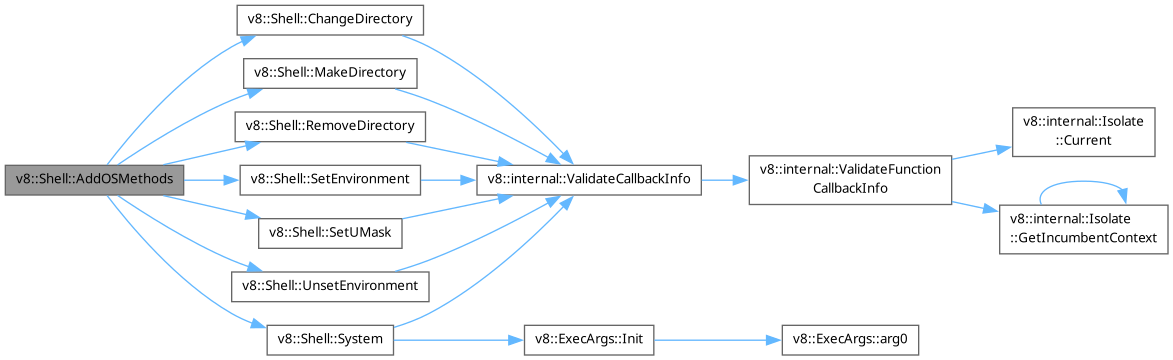 v8::Shell::ChangeDirectory
v8::Shell::MakeDirectory
v8::internal::Isolate
::Current
v8::Shell::RemoveDirectory
v8::Shell::AddOSMethods
v8::Shell::SetEnvironment
v8::internal::ValidateCallbackInfo
v8::internal::ValidateFunction
CallbackInfo
v8::internal::Isolate
::GetIncumbentContext
v8::Shell::SetUMask
v8::Shell::UnsetEnvironment
v8::Shell::System
v8::ExecArgs::Init
v8::ExecArgs::arg0